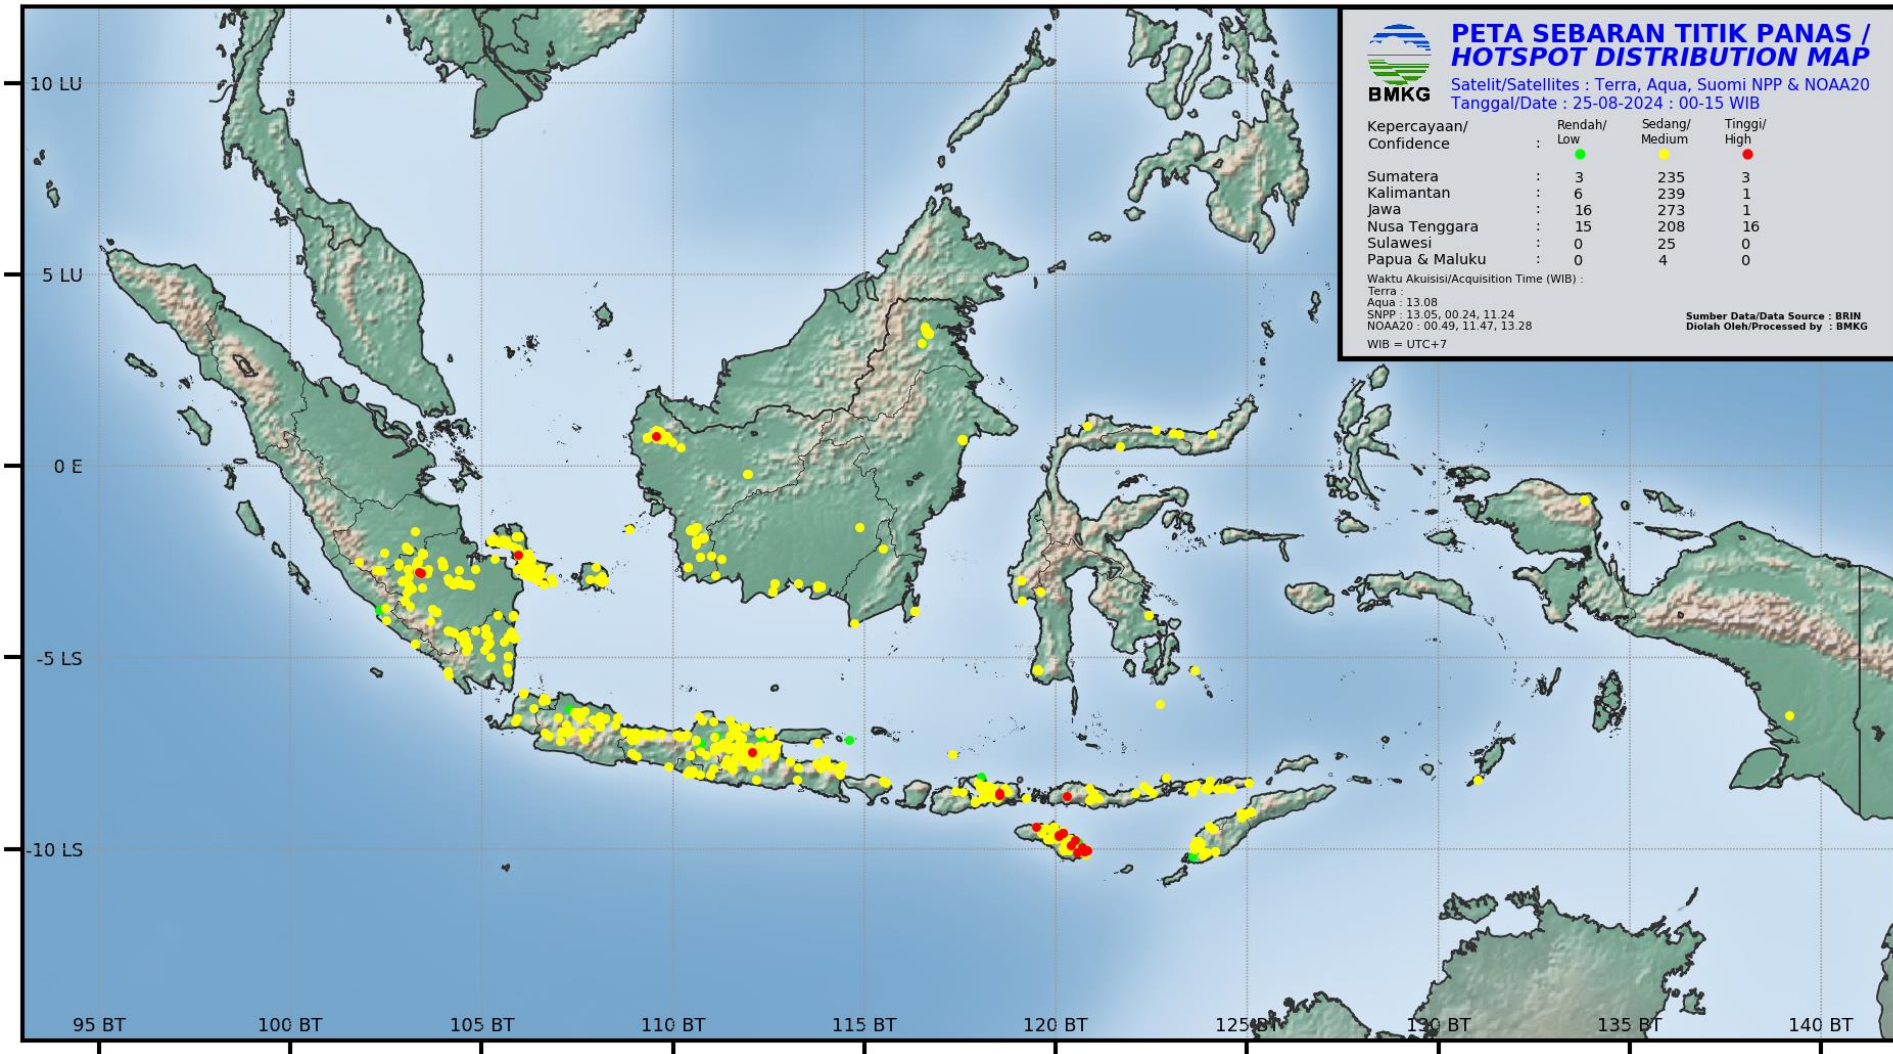 PETA SEBARAN TITIK PANAS /
HOTSPOT DISTRIBUTION MAP
Satelit/Satellites : Terra, Aqua, Suomi NPP & NOAA20
Tanggal/Date : 25-08-2024 : 00-15 WIB
BMKG
Kepercayaan/ Rendah/ Sedang/ Tinggi/
Confidence : Low Medium High
Sumatera : 3 235 3
Kalimantan : 6 239 1
Jawa : 16 273 1
Nusa Tenggara : 15 208 16
Sulawesi : 0 25 0
Papua & Maluku : 0 4 0
Waktu Akuisisi/Acquisition Time (WIB) :
Terra :
Aqua : 13.08
SNPP : 13.05, 00.24, 11.24
NOAA20 : 00.49, 11.47, 13.28
WIB = UTC+7
Sumber Data/Data Source : BRIN
Diolah Oleh/Processed by : BMKG
10 LU
5 LU
0 E
-5 LS
-10 LS
95 BT 100 BT 105 BT 110 BT 115 BT 120 BT 125 BT 130 BT 135 BT 140 BT